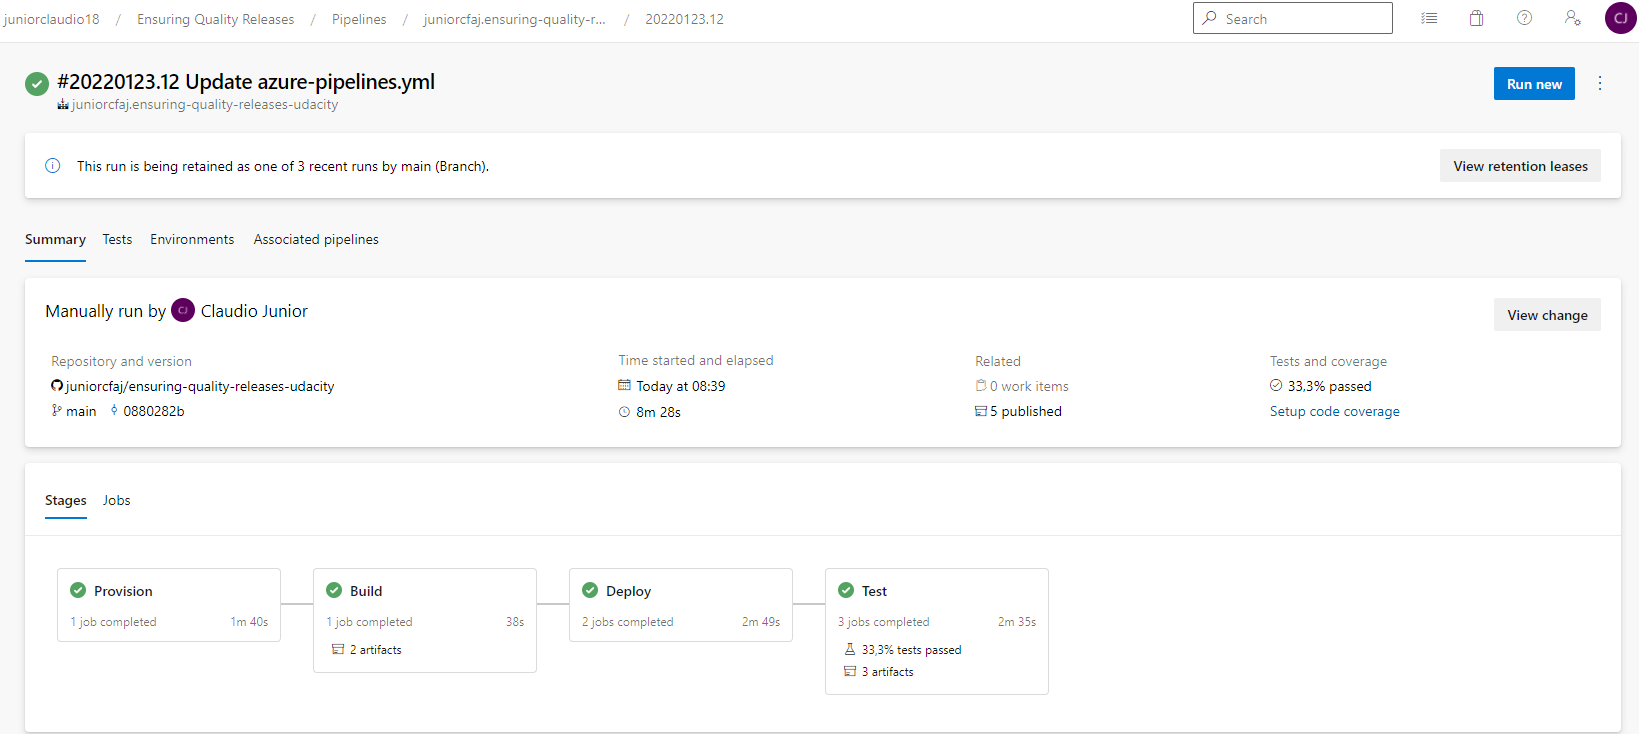 juniorclaudio18 / Ensuring Quality Releases / Pipelines / juniorcfaj.ensuring-quality-r... / 20220123.12
Search
CJ
#20220123.12 Update azure-pipelines.yml
juniorcfaj.ensuring-quality-releases-udacity
Run new
This run is being retained as one of 3 recent runs by main (Branch).
View retention leases
Summary Tests Environments Associated pipelines
Manually run by CJ Claudio Junior
View change
Repository and version
juniorcfaj/ensuring-quality-releases-udacity
main 0880282b
Time started and elapsed
Today at 08:39
8m 28s
Related
0 work items
5 published
Tests and coverage
33,3% passed
Setup code coverage
Stages Jobs
Provision
1 job completed 1m 40s
Build
1 job completed 38s
2 artifacts
Deploy
2 jobs completed 2m 49s
Test
3 jobs completed 2m 35s
33,3% tests passed
3 artifacts